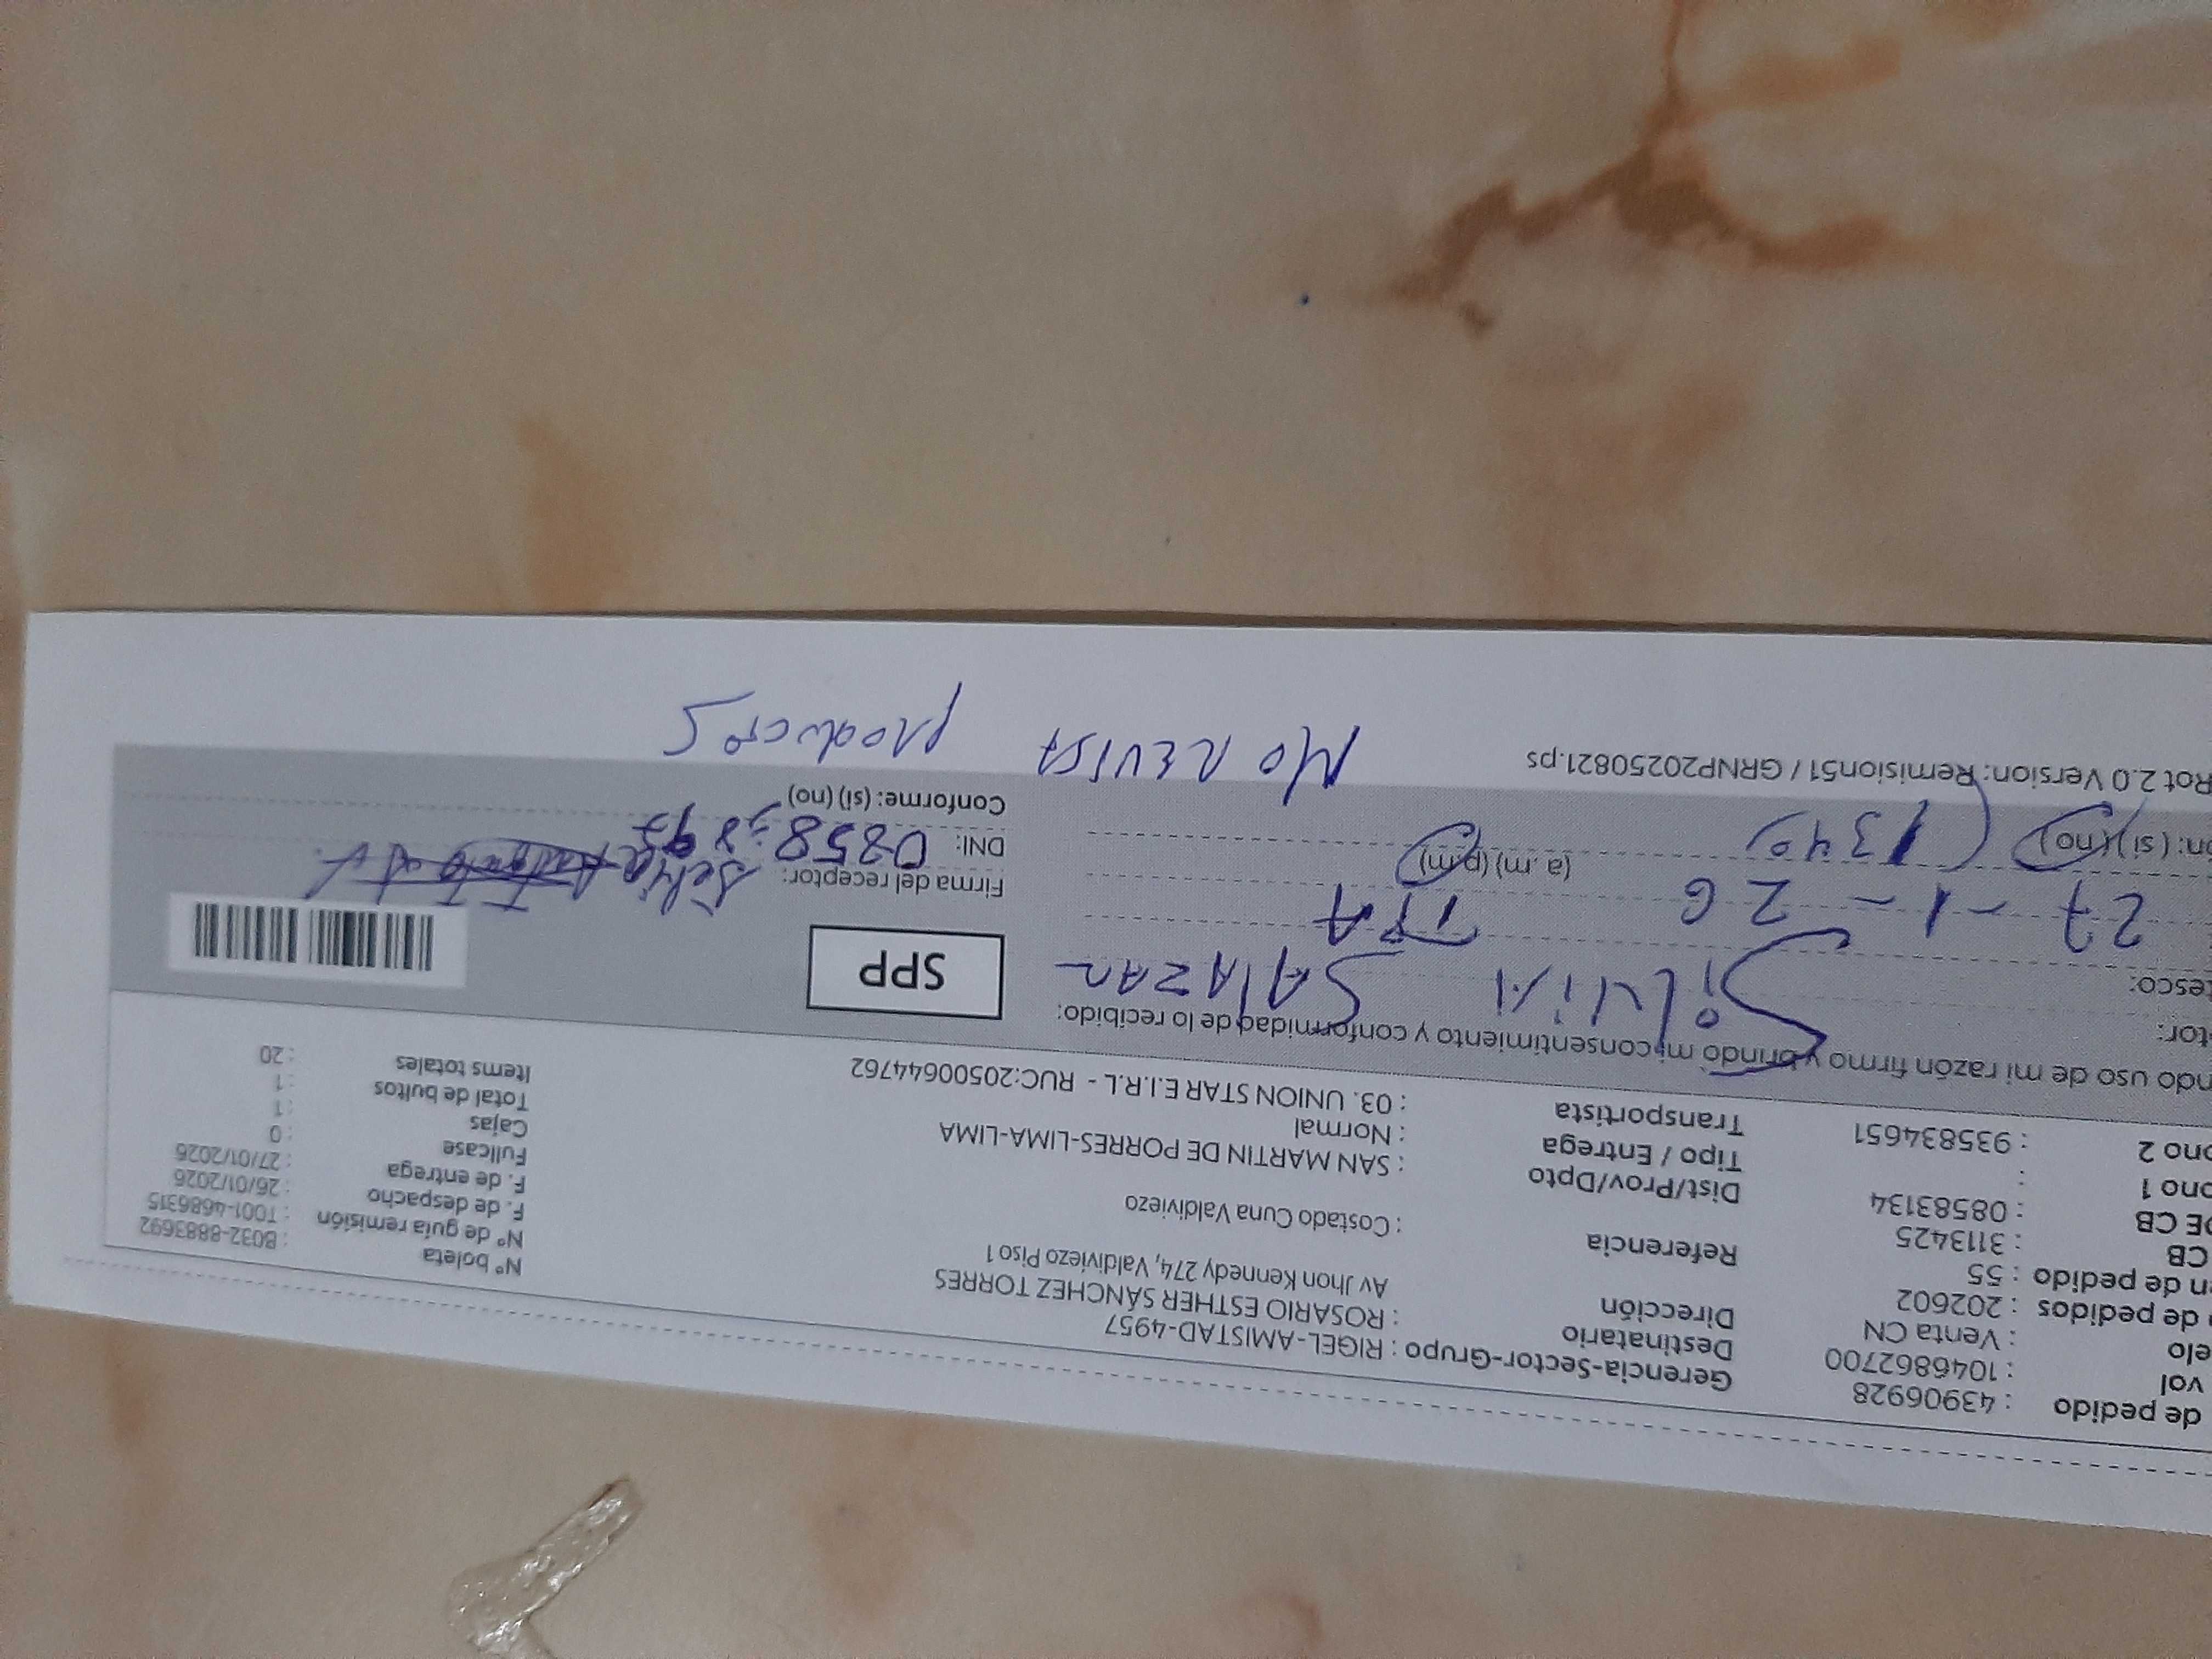 de pedido : 43906928
vol : 1046862700
elo : Venta CN
de pedidos : 202602
n de pedido : 55
CB : 3113425
DE CB : 08583134
ono 1 :
ono 2 : 935834651
Gerencia-Sector-Grupo : RIGEL-AMISTAD-4957
Destinatario : ROSARIO ESTHER SÁNCHEZ TORRES
Dirección Av Jhon Kennedy 274, Valdiviezo Piso 1
Referencia : Costado Cuna Valdiviezo
Dist/Prov/Dpto : SAN MARTIN DE PORRES-LIMA-LIMA
Tipo / Entrega : Normal
Transportista : 03. UNION STAR E.I.R.L - RUC:20500644762
N° boleta : B032-8883692
N° de guía remisión : T001-4686315
F. de despacho : 26/01/2026
F. de entrega : 27/01/2026
Fullcase : 0
Cajas : 1
Total de bultos : 1
Items totales : 20
ndo uso de mi razón firmo y brindo mi consentimiento y conformidad de lo recibido:
tor: SiLViA SALAZAR
tesco: TIA
27-1-26
(a.m) (p.m)
on: (si) (no) 1340
SPP
Firma del receptor:
DNI: 0858
Conforme: (si) (no)
Rot 2.0 Version: Remision51 / GRNP20250821.ps
NO REVISA productos